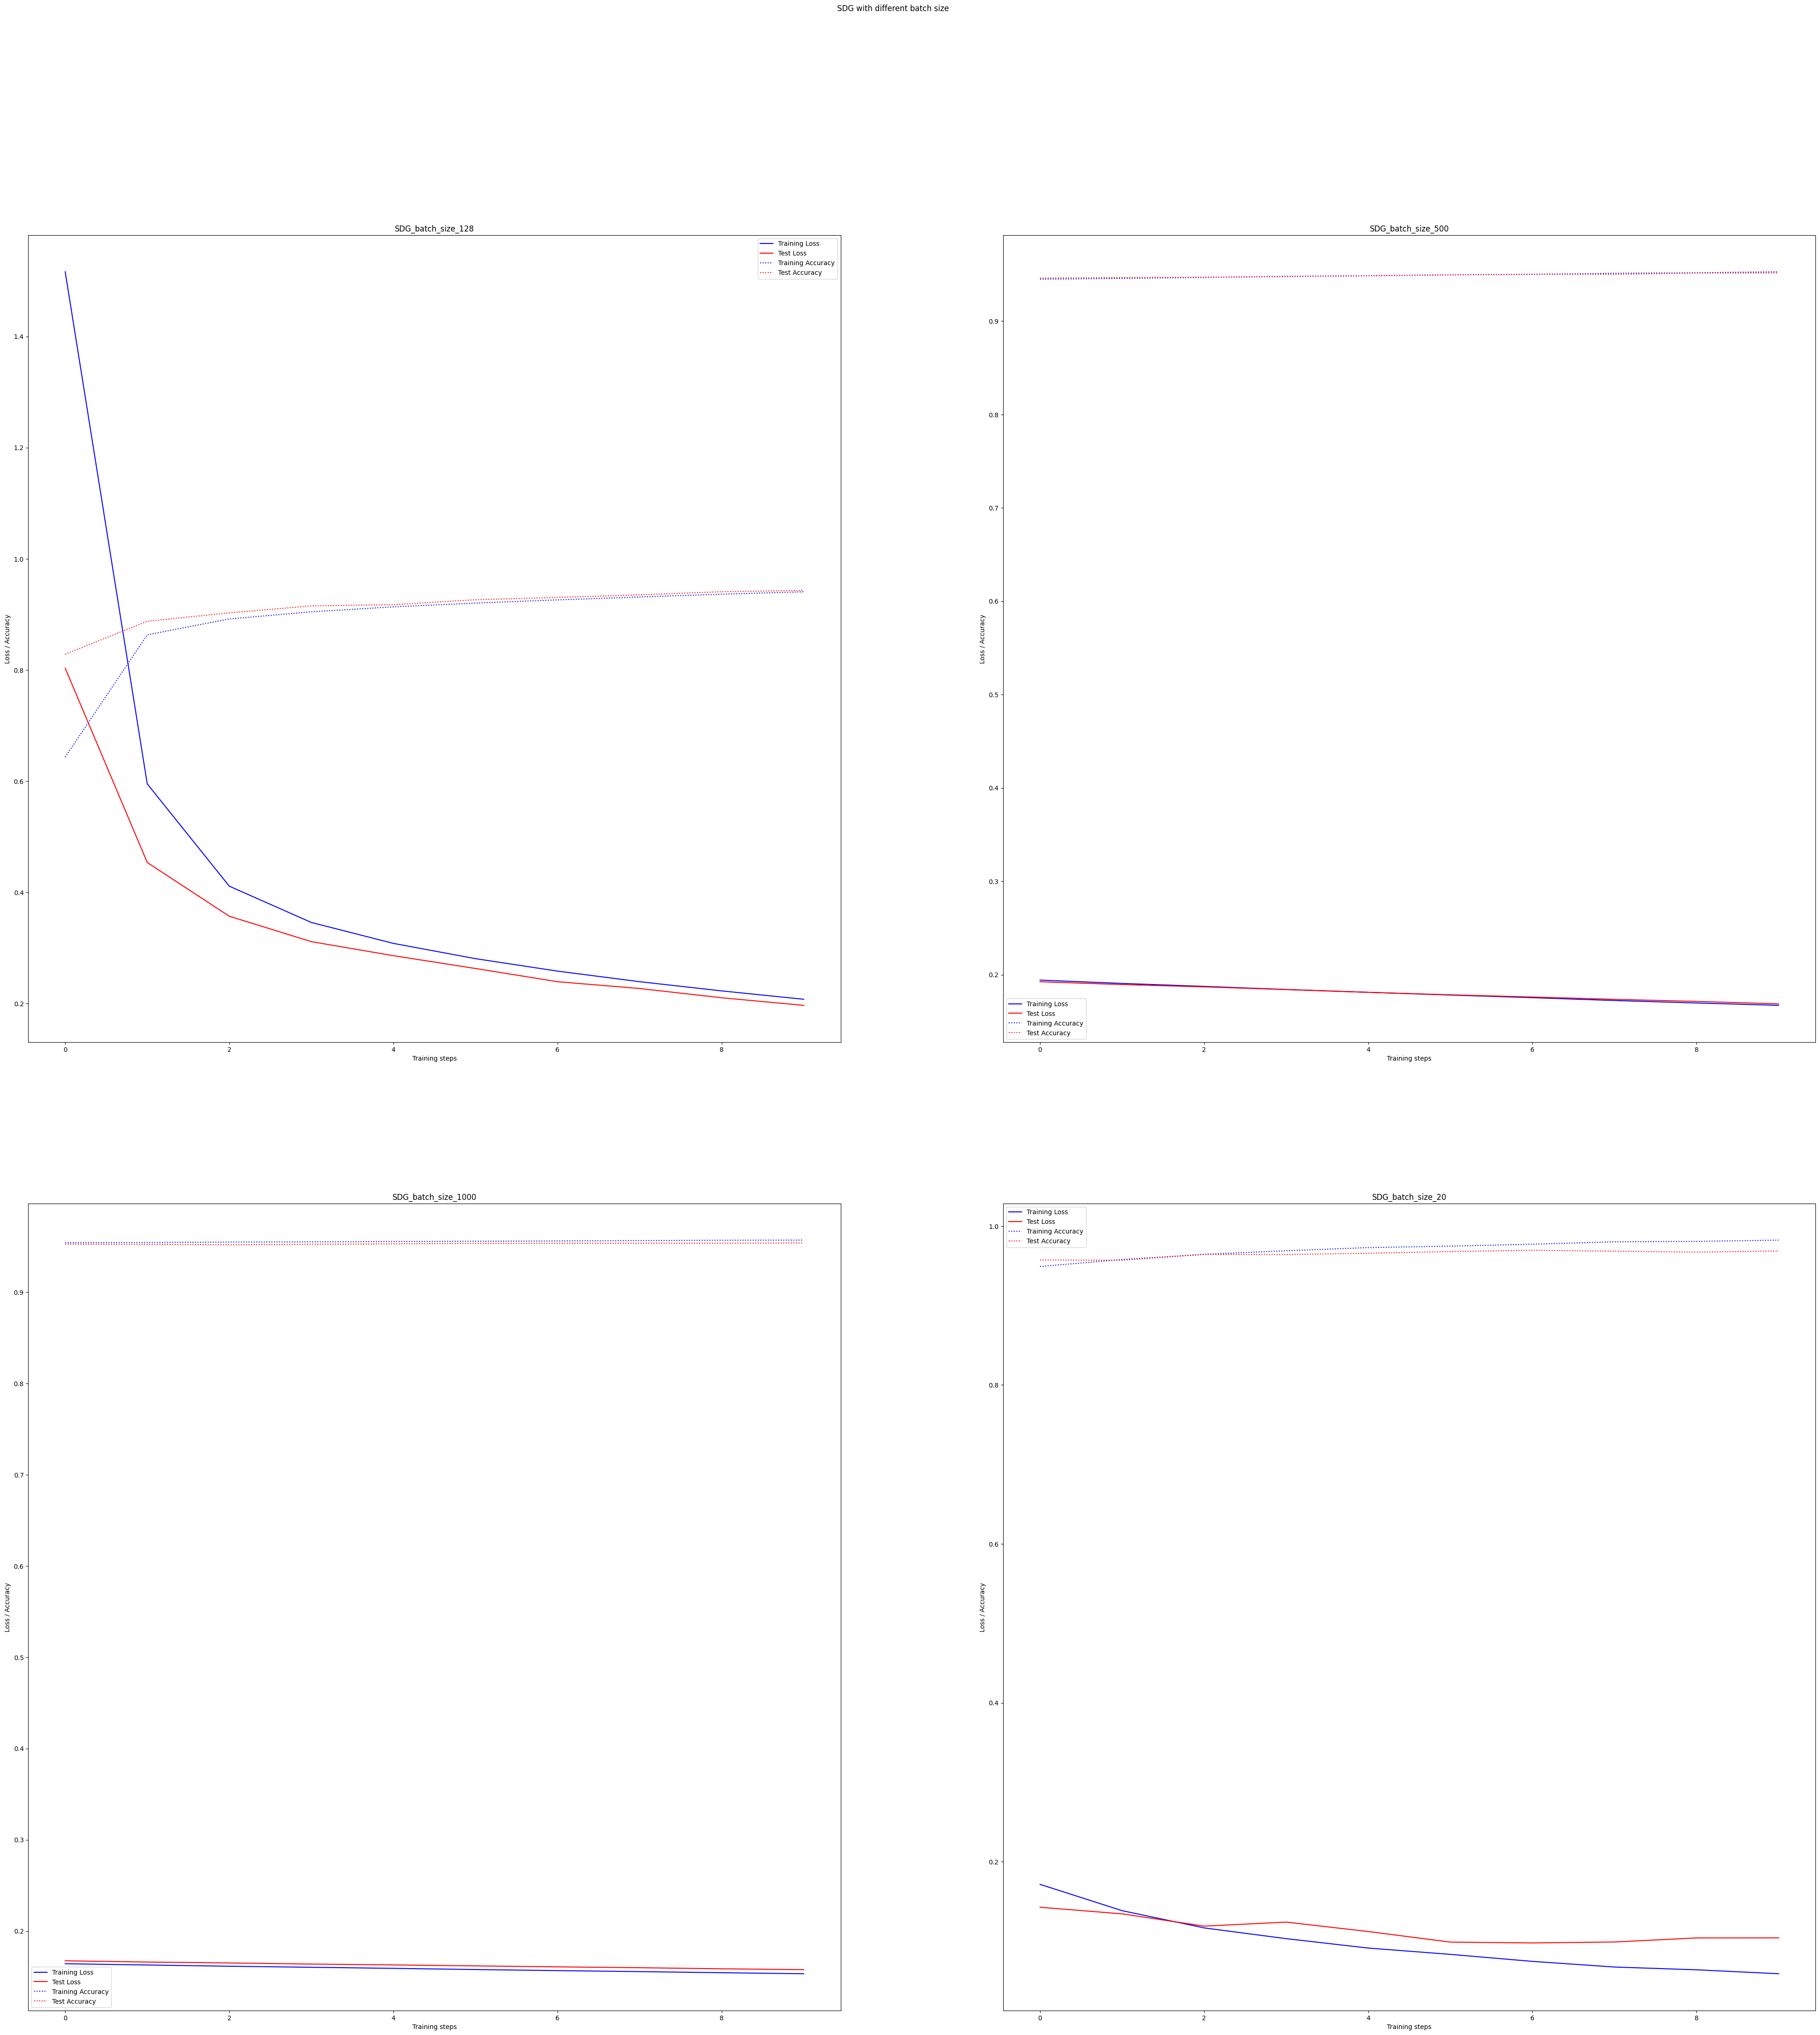 SDG with different batch size
SDG_batch_size_128
Training Loss
Test Loss
Training Accuracy
Test Accuracy
1.4
1.2
1.0
0.8
0.6
0.4
0.2
Loss / Accuracy
0 2 4 6 8
Training steps
SDG_batch_size_500
0.9
0.8
0.7
0.6
0.5
0.4
0.3
0.2
Loss / Accuracy
Training Loss
Test Loss
Training Accuracy
Test Accuracy
0 2 4 6 8
Training steps
SDG_batch_size_1000
0.9
0.8
0.7
0.6
0.5
0.4
0.3
0.2
Loss / Accuracy
Training Loss
Test Loss
Training Accuracy
Test Accuracy
0 2 4 6 8
Training steps
SDG_batch_size_20
Training Loss
Test Loss
Training Accuracy
Test Accuracy
1.0
0.8
0.6
0.4
0.2
Loss / Accuracy
0 2 4 6 8
Training steps